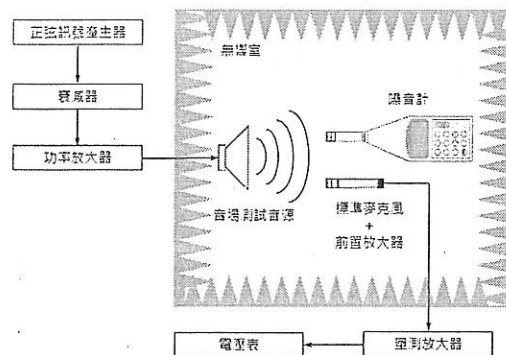 正弦訊號產生器
無響室
衰減器
噪音計
功率放大器
音場測試音源
標準麥克風
+
前置放大器
電壓表
量測放大器